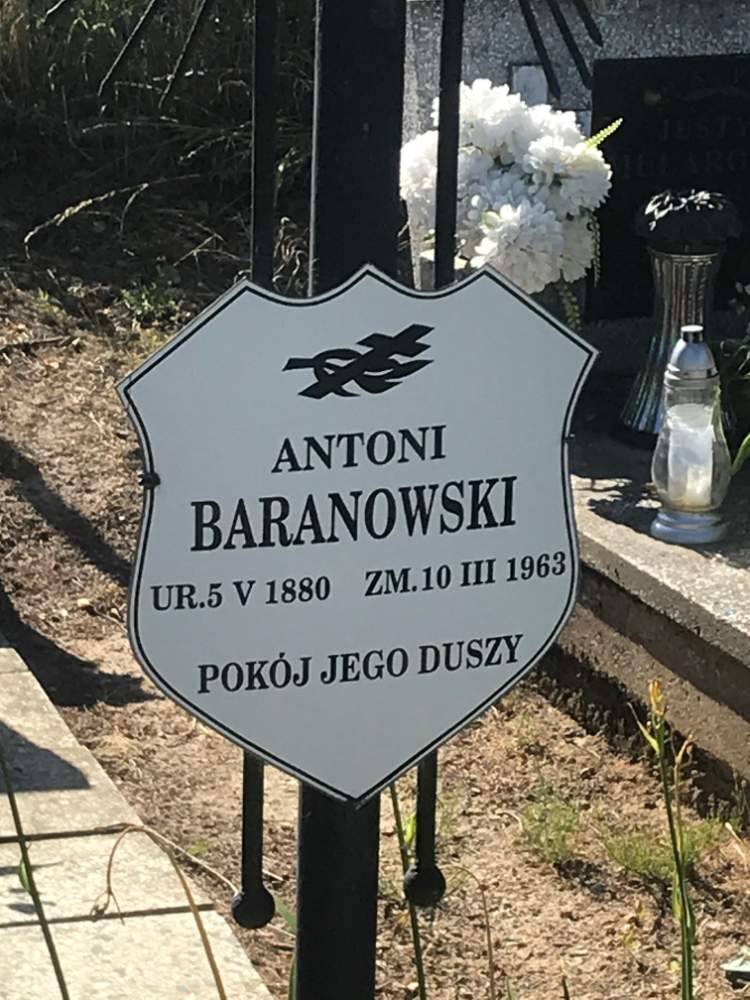 ANTONI
BARANOWSKI
UR.5 V 1880 ZM.10 III 1963
POKÓJ JEGO DUSZY